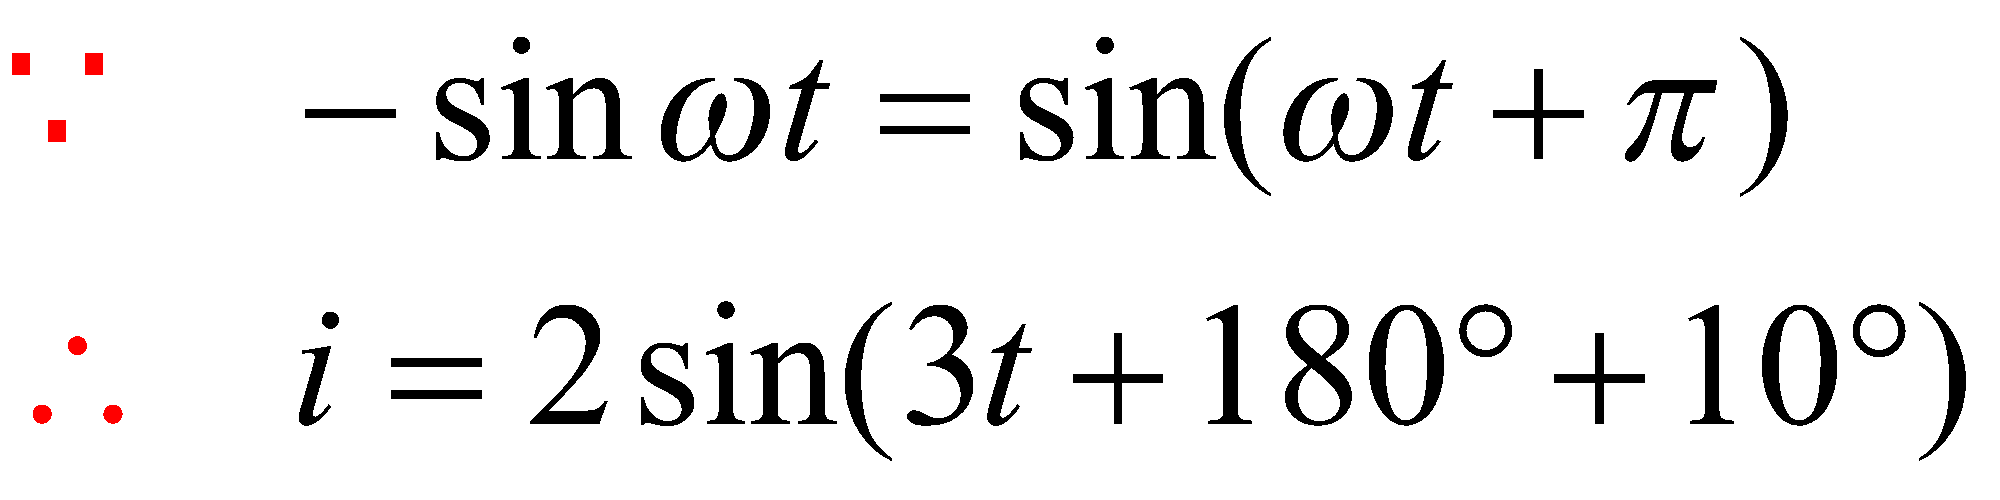 ∵ − sin ωt = sin(ωt + π)
∴ i = 2 sin(3t + 180° + 10°)